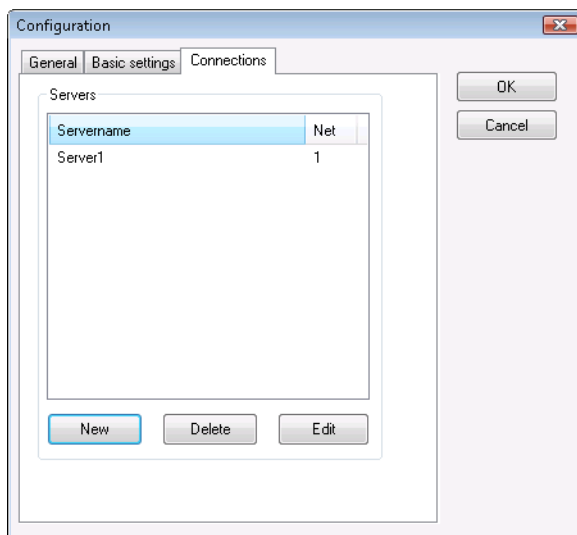 Configuration
General Basic settings Connections
OK
Cancel
Servers
Servername Net
Server1 1
New Delete Edit